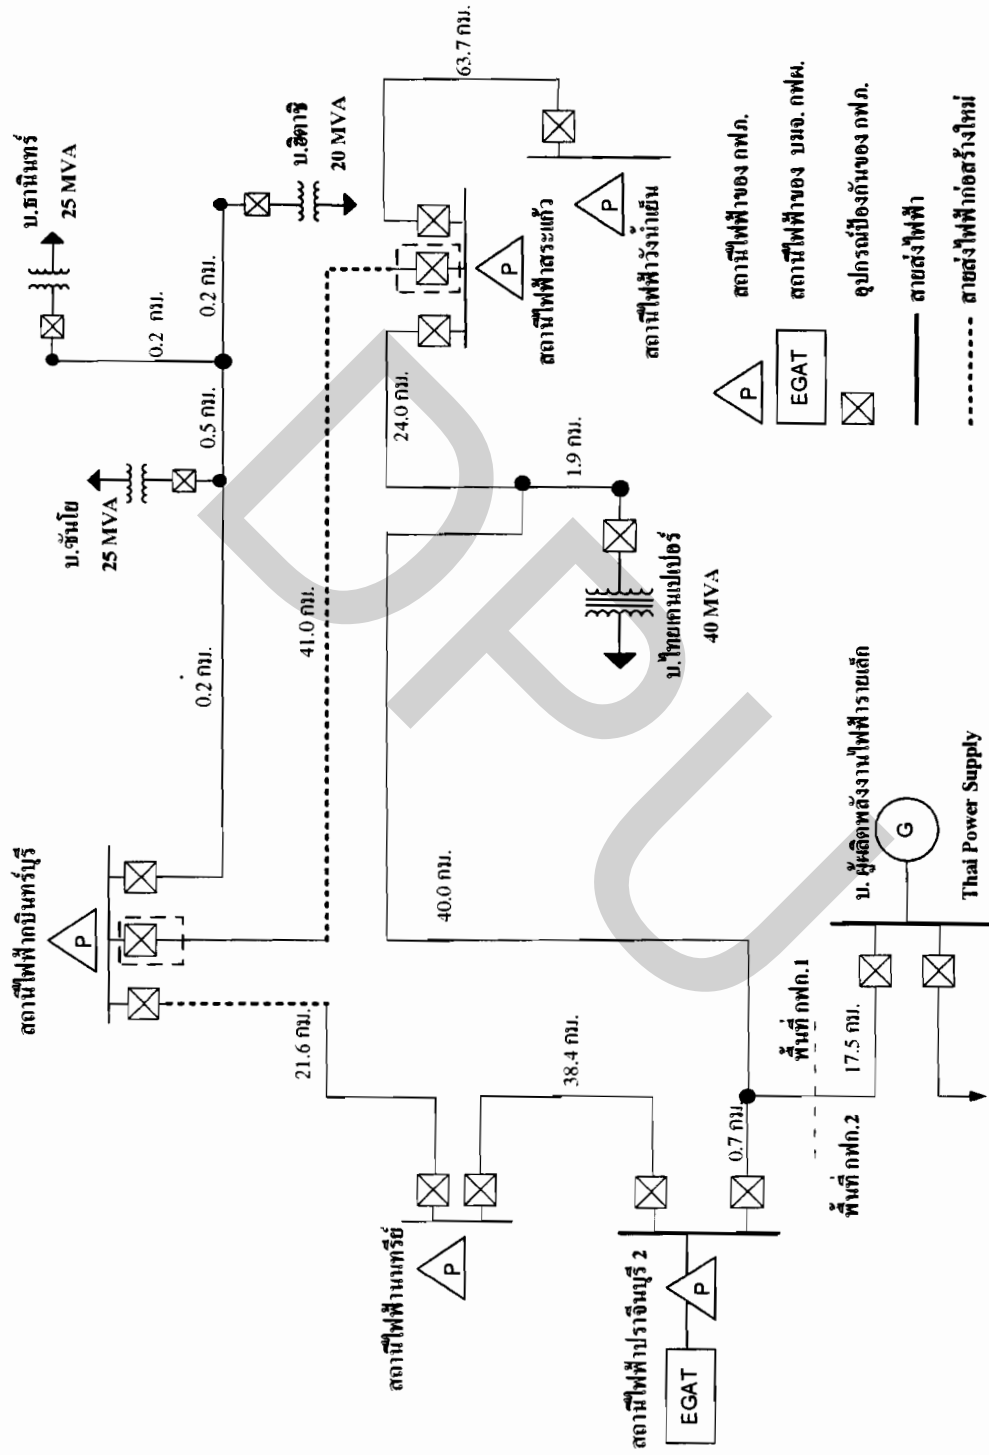 สถานีไฟฟ้ากบินทร์บุรี
P
บ.ซันโย
25 MVA
บ.ธานินทร์
25 MVA
0.2 กม.
0.5 กม.
0.2 กม.
0.2 กม.
บ.ฮิตาชิ
20 MVA
41.0 กม.
21.6 กม.
สถานีไฟฟ้านนทรีย์
P
38.4 กม.
40.0 กม.
24.0 กม.
63.7 กม.
P
สถานีไฟฟ้าสระแก้ว
P
สถานีไฟฟ้าวังน้ำเย็น
1.9 กม.
บ.ไทยเคนเปเปอร์
40 MVA
สถานีไฟฟ้าปราจีนบุรี 2
EGAT
P
0.7 กม.
พื้นที่ กฟก.2
พื้นที่ กฟก.1
17.5 กม.
บ. ผู้ผลิตพลังงานไฟฟ้ารายเล็ก
G
Thai Power Supply
P
สถานีไฟฟ้าของ กฟภ.
EGAT
สถานีไฟฟ้าของ บมจ. กฟผ.
อุปกรณ์ป้องกันของ กฟภ.
สายส่งไฟฟ้า
สายส่งไฟฟ้าก่อสร้างใหม่
DPU